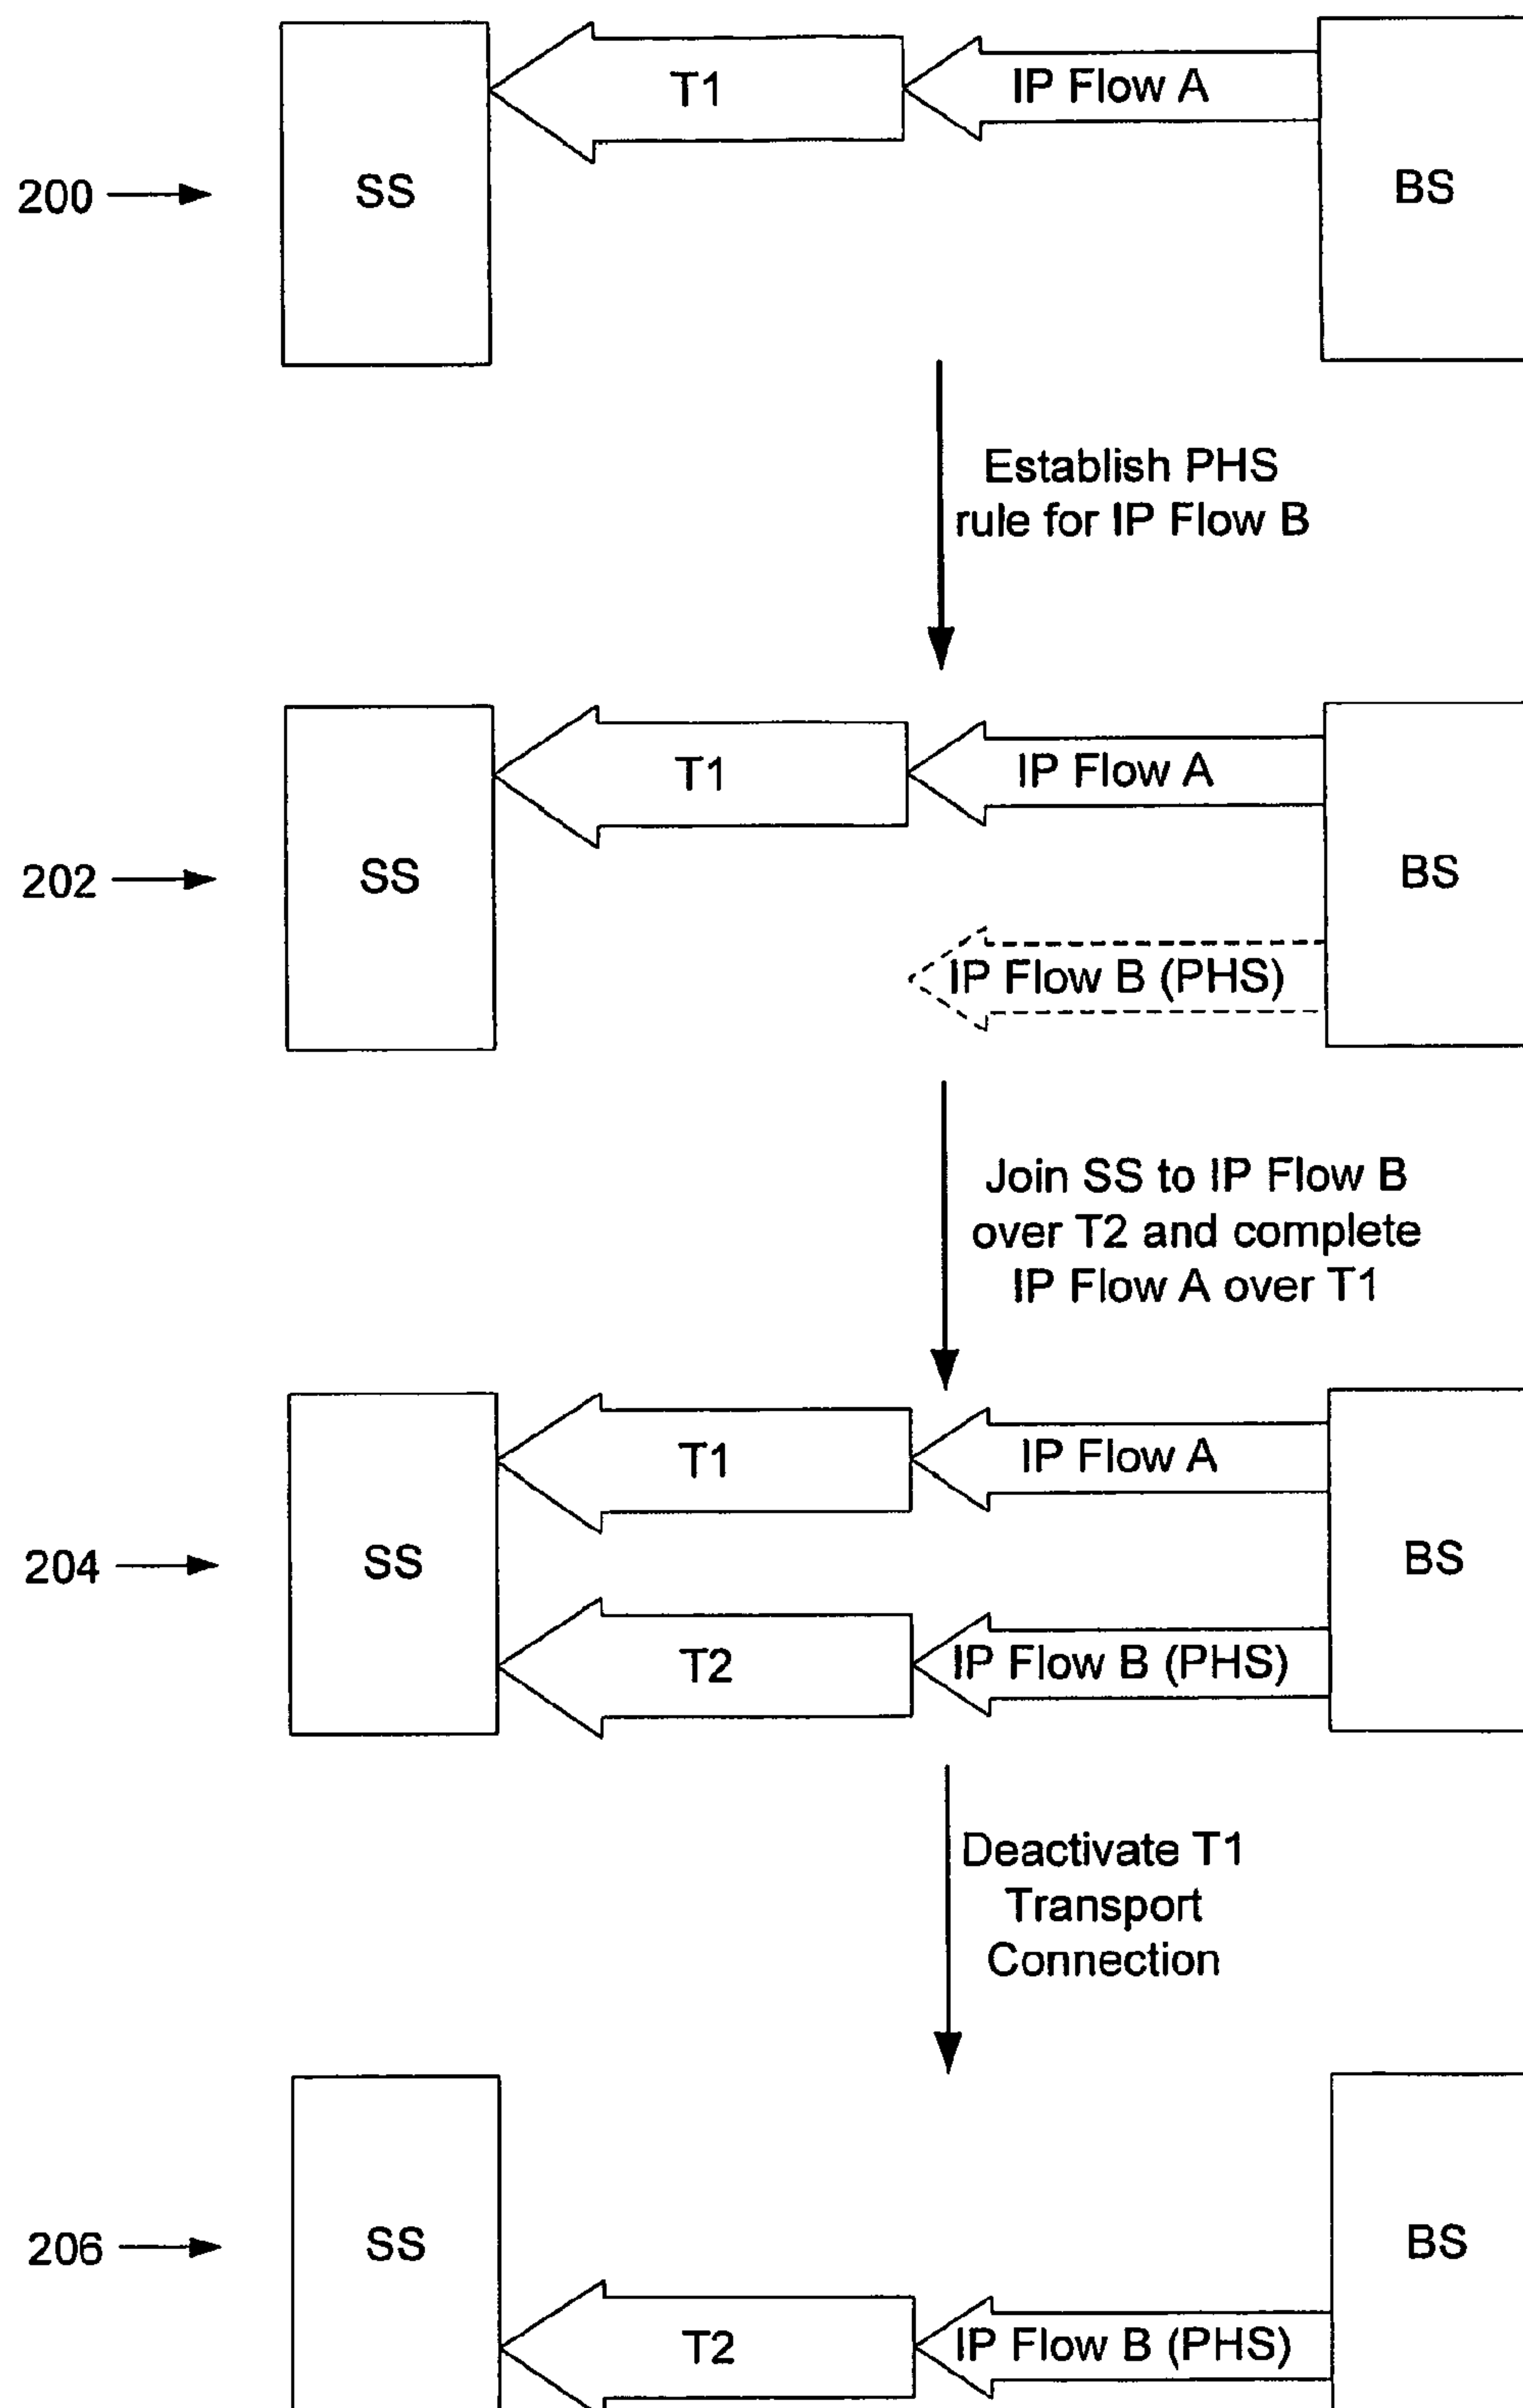 T1
IP Flow A
200
SS
BS
Establish PHS
rule for IP Flow B
T1
IP Flow A
202
SS
BS
IP Flow B (PHS)
Join SS to IP Flow B
over T2 and complete
IP Flow A over T1
T1
IP Flow A
204
SS
BS
T2
IP Flow B (PHS)
Deactivate T1
Transport
Connection
206
SS
BS
T2
IP Flow B (PHS)